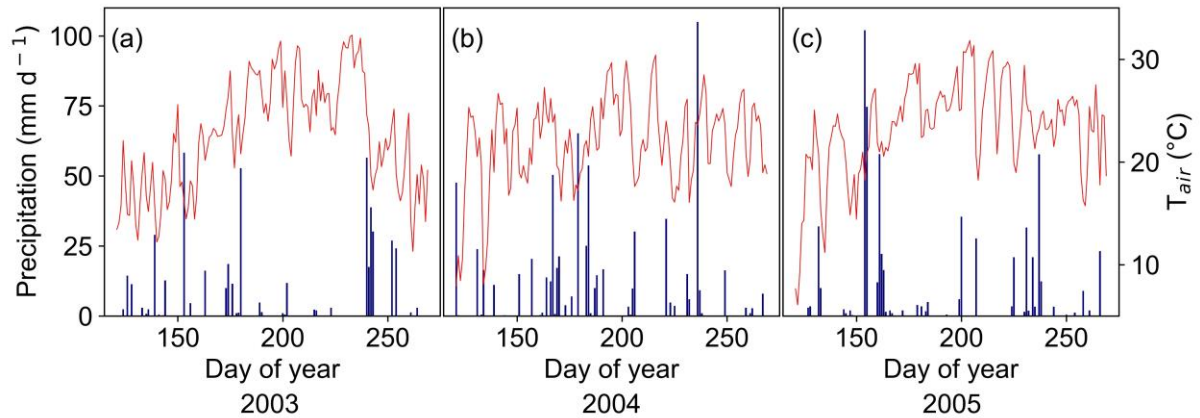 Precipitation (mm d⁻¹)
100
75
50
25
0
(a)
(b)
(c)
30
20
10
T_air (°C)
150 200 250 150 200 250 150 200 250
Day of year Day of year Day of year
2003 2004 2005